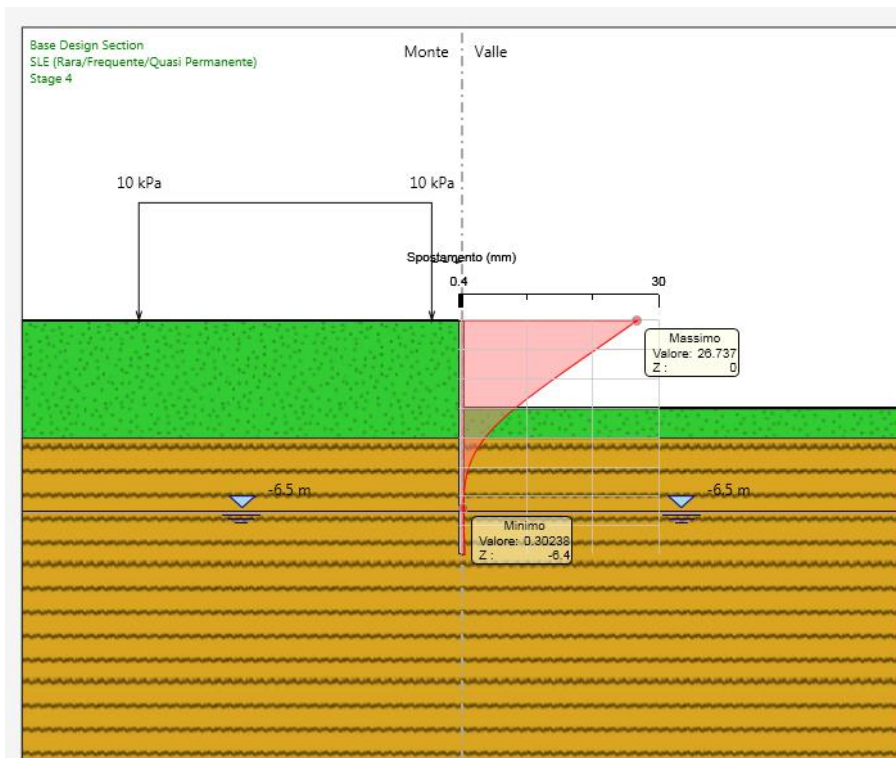 Base Design Section
SLE (Rara/Frequente/Quasi Permanente)
Stage 4
Monte
Valle
10 kPa
10 kPa
Spostamento (mm)
0.4
30
Massimo
Valore: 26.737
Z : 0
-6.5 m
-6.5 m
Minimo
Valore: 0.30238
Z : -6.4